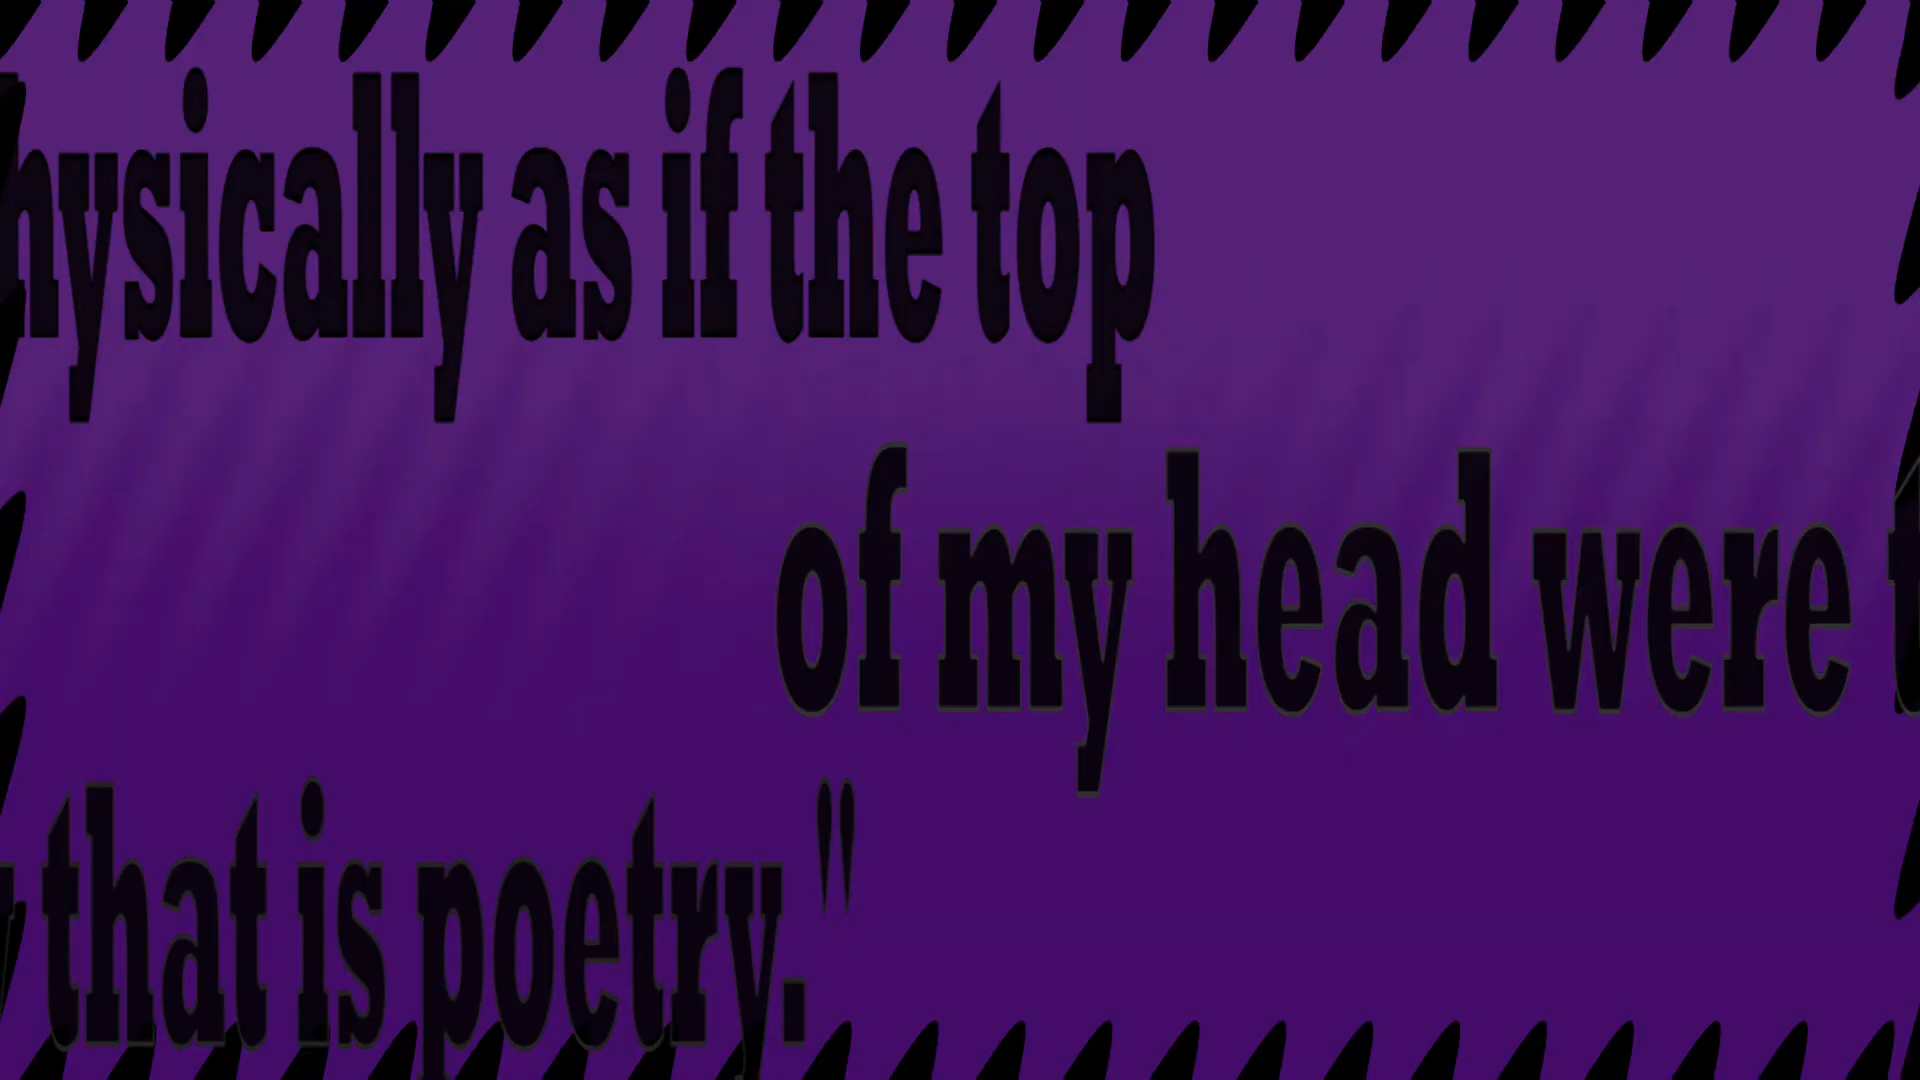 hysically as if the top
of my head were t
that is poetry."